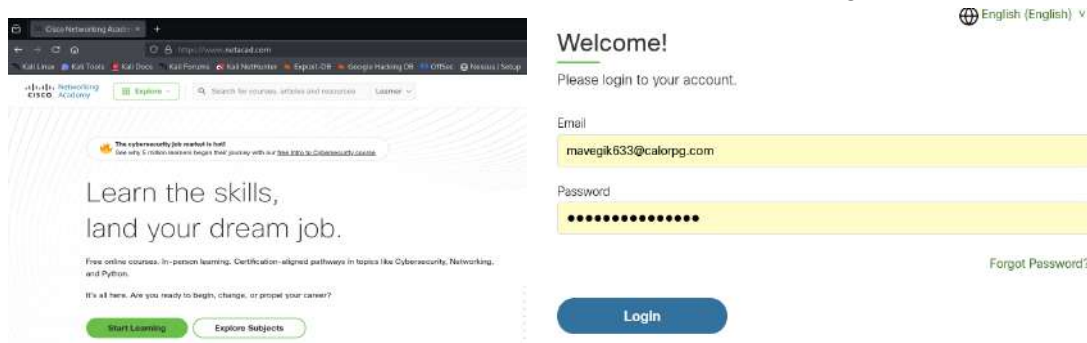 Cisco Networking Acade
https://www.netacad.com
Kali Linux Kali Tools Kali Docs Kali Forums Kali NetHunter Exploit-DB Google Hacking DB OffSec Nessus | Setup
CISCO Networking Academy
Explore
Search for courses, articles and resources
Learner
The cybersecurity job market is hot!
See why 5 million learners began their journey with our free Intro to Cybersecurity course.
Learn the skills,
land your dream job.
Free online courses. In-person learning. Certification-aligned pathways in topics like Cybersecurity, Networking,
and Python.
It's all here. Are you ready to begin, change, or propel your career?
Start Learning Explore Subjects
English (English)
Welcome!
Please login to your account.
Email
mavegik633@calorpg.com
Password
Forgot Password?
Login